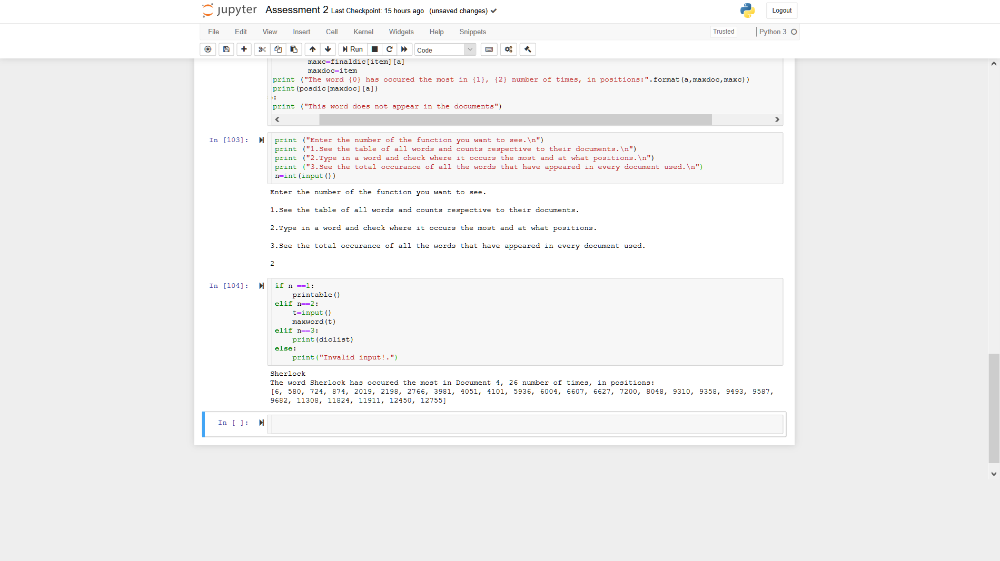 jupyter Assessment 2 Last Checkpoint: 15 hours ago (unsaved changes) Logout
File Edit View Insert Cell Kernel Widgets Help Snippets Trusted Python 3
Run Code
maxc=finaldic[item][a]
maxdoc=item
print ("The word {0} has occured the most in {1}, {2} number of times, in positions:".format(a,maxdoc,maxc))
print(posdic[maxdoc][a])
:
print ("This word does not appear in the documents")
In [103]: print ("Enter the number of the function you want to see.\n")
print ("1.See the table of all words and counts respective to their documents.\n")
print ("2.Type in a word and check where it occurs the most and at what positions.\n")
print ("3.See the total occurance of all the words that have appeared in every document used.\n")
n=int(input())
Enter the number of the function you want to see.
1.See the table of all words and counts respective to their documents.
2.Type in a word and check where it occurs the most and at what positions.
3.See the total occurance of all the words that have appeared in every document used.
2
In [104]: if n ==1:
printable()
elif n==2:
t=input()
maxword(t)
elif n==3:
print(diclist)
else:
print("Invalid input!.")
Sherlock
The word Sherlock has occured the most in Document 4, 26 number of times, in positions:
[6, 580, 724, 874, 2019, 2198, 2766, 3981, 4051, 4101, 5936, 6004, 6607, 6627, 7200, 8048, 9310, 9358, 9493, 9587,
9682, 11308, 11824, 11911, 12450, 12755]
In [ ]: